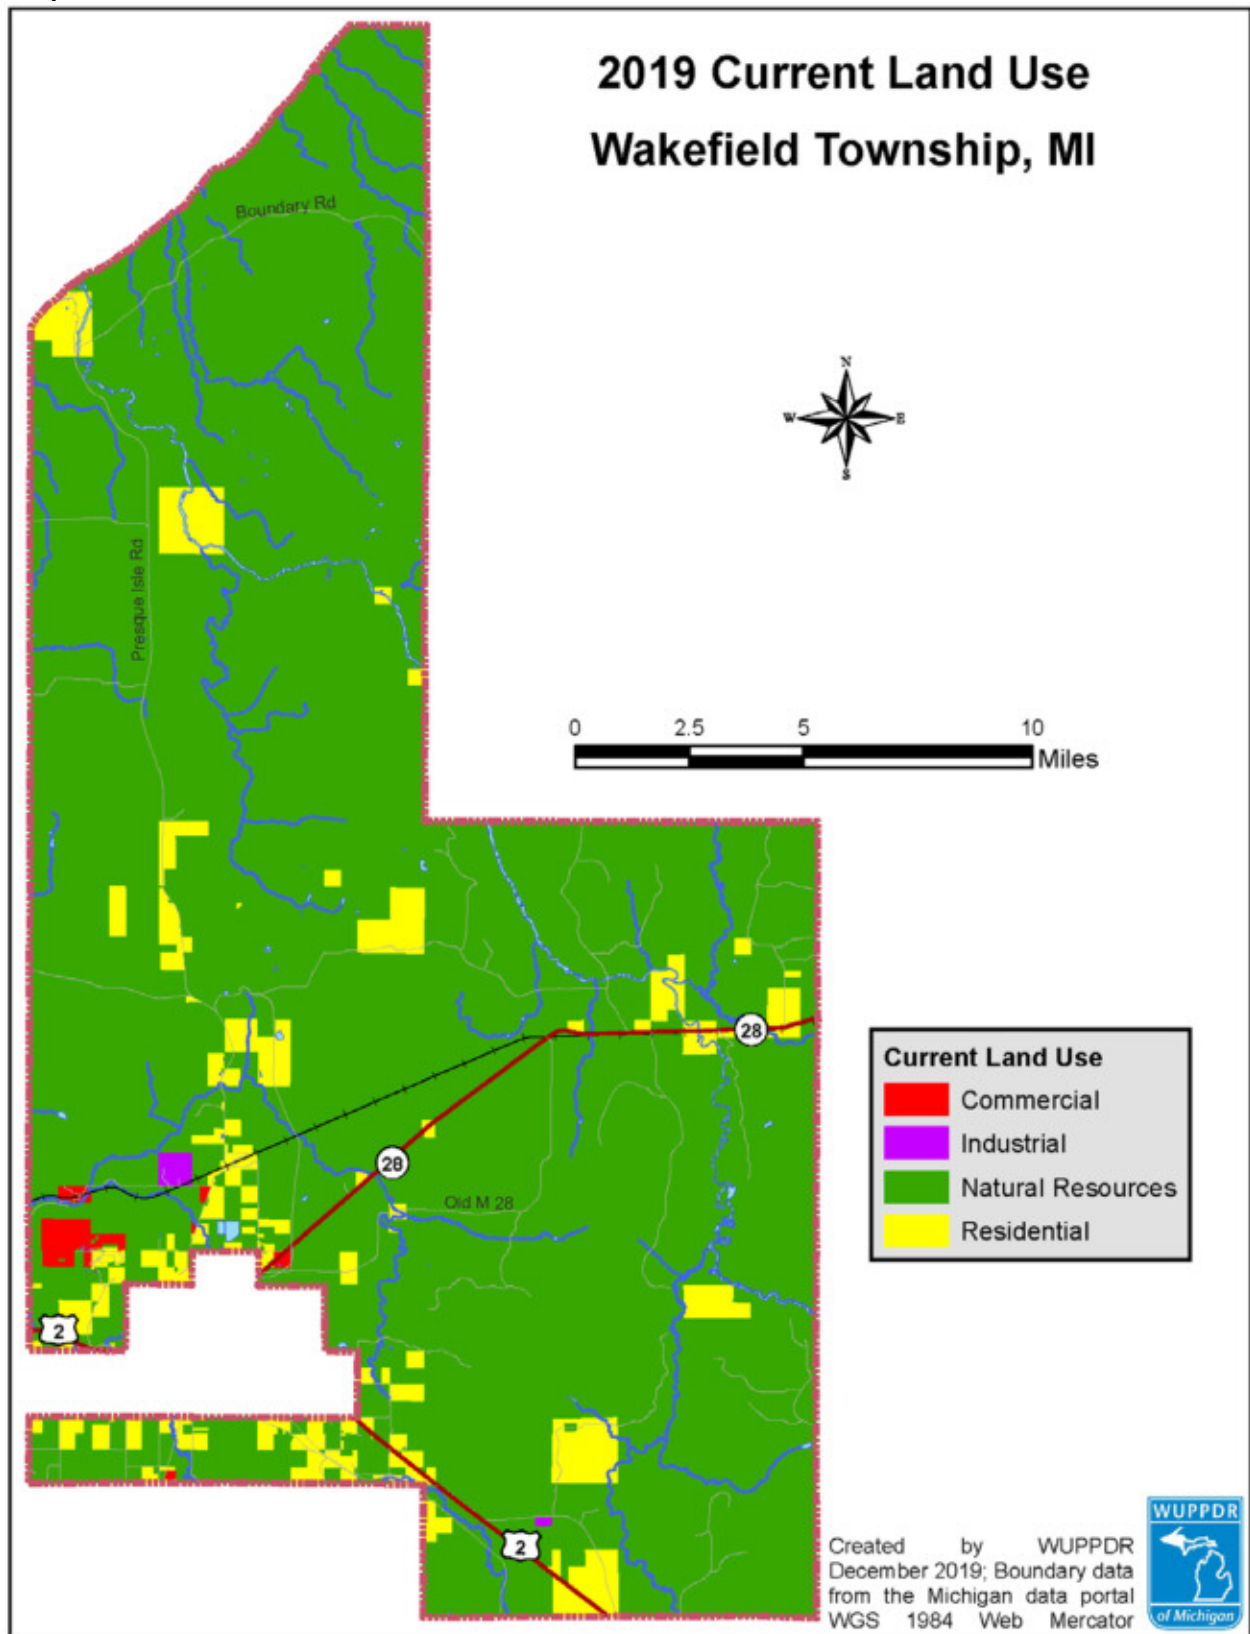 2019 Current Land Use
Wakefield Township, MI
Boundary Rd
N
W E
S
Presque Isle Rd
0 2.5 5 10
Miles
28
28
Old M 28
Current Land Use
Commercial
Industrial
Natural Resources
Residential
2
2
Created by WUPPDR
December 2019; Boundary data
from the Michigan data portal
WGS 1984 Web Mercator
WUPPDR
of Michigan